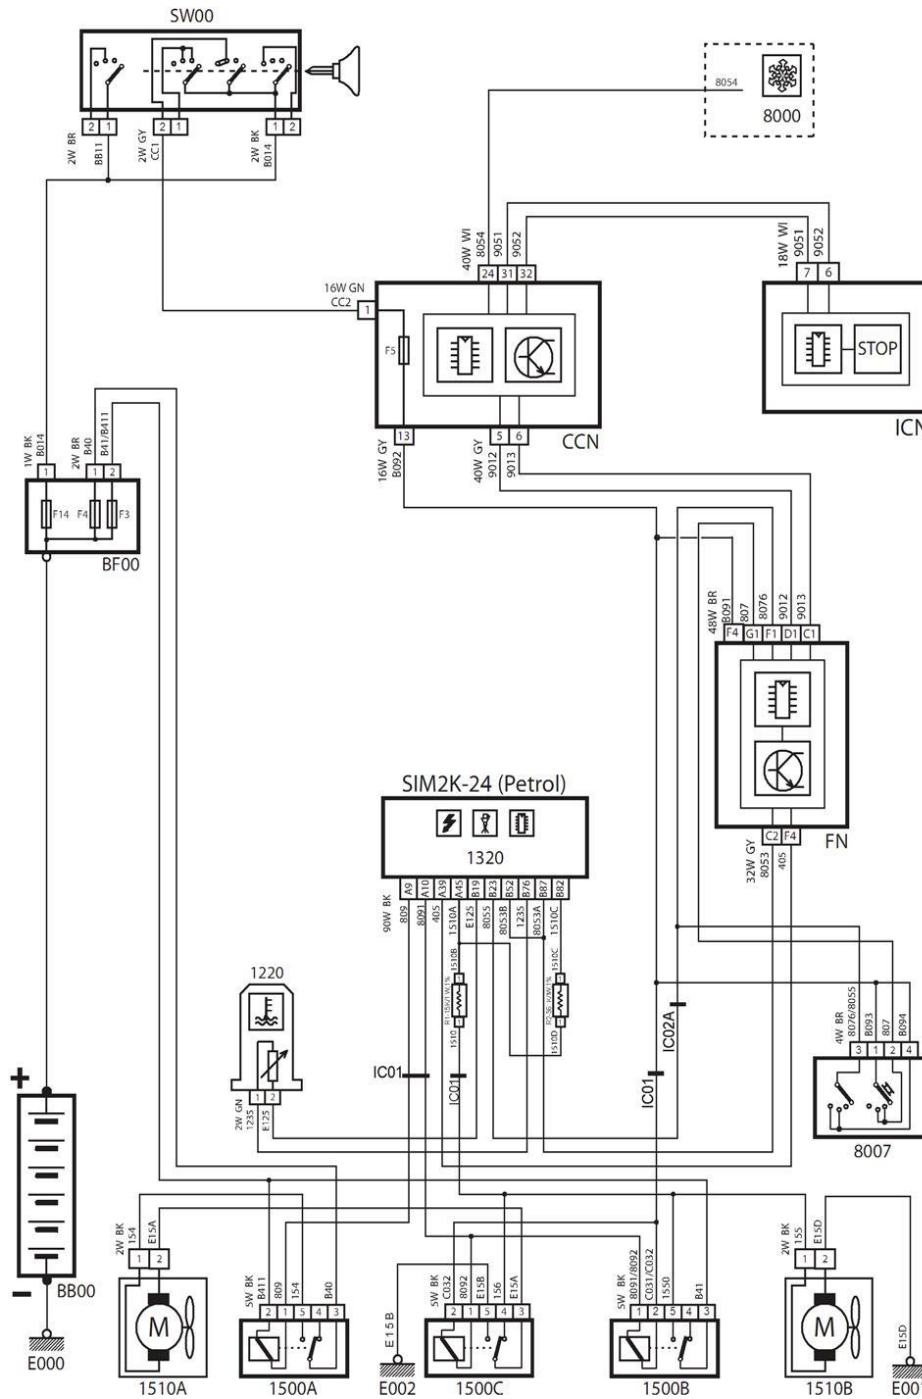 SW00
2 1
2 1
1 2
2W BR
BB11
2W GY
CC1
2W BK
B014
8054
8000
40W WI
8054
9051
9052
24 31 32
18W WI
9051
9052
7 6
16W GN
CC2
1
F5
STOP
CCN
ICN
13
5 6
16W GY
B092
40W GY
9012
9013
1W BK
B014
2W BR
B40
B41/B411
1
1 2
F14 F4 F3
BF00
48W BR
B091
807
8076
9012
9013
F4 G1 F1 D1 C1
FN
C2 F4
32W GY
8053
405
SIM2K-24 (Petrol)
1320
A9 A10 A39 A45 B19 B23 B52 B76 B87 B82
90W BK
809
8091
405
1510A
E125
8055
8053B
1235
8053A
1510C
1510B
1510C
1
1
1
1
1510
1510D
1220
1 2
2W GN
1235
E125
IC01
IC01
IC01
IC02A
4W BR
8076/8055
B093
807
B094
3 1 2 4
8007
+
-
BB00
E000
2W BK
154
E15A
1 2
M
1510A
5W BK
B411
809
154
B40
2 1 5 4 3
1500A
E15B
E002
5W BK
C032
8092
E15B
156
E15A
2 1 5 4 3
1500C
5W BK
8091/8092
C031/C032
1550
B41
1 2 5 4 3
1500B
2W BK
155
E15D
1 2
M
1510B
E15D
E00